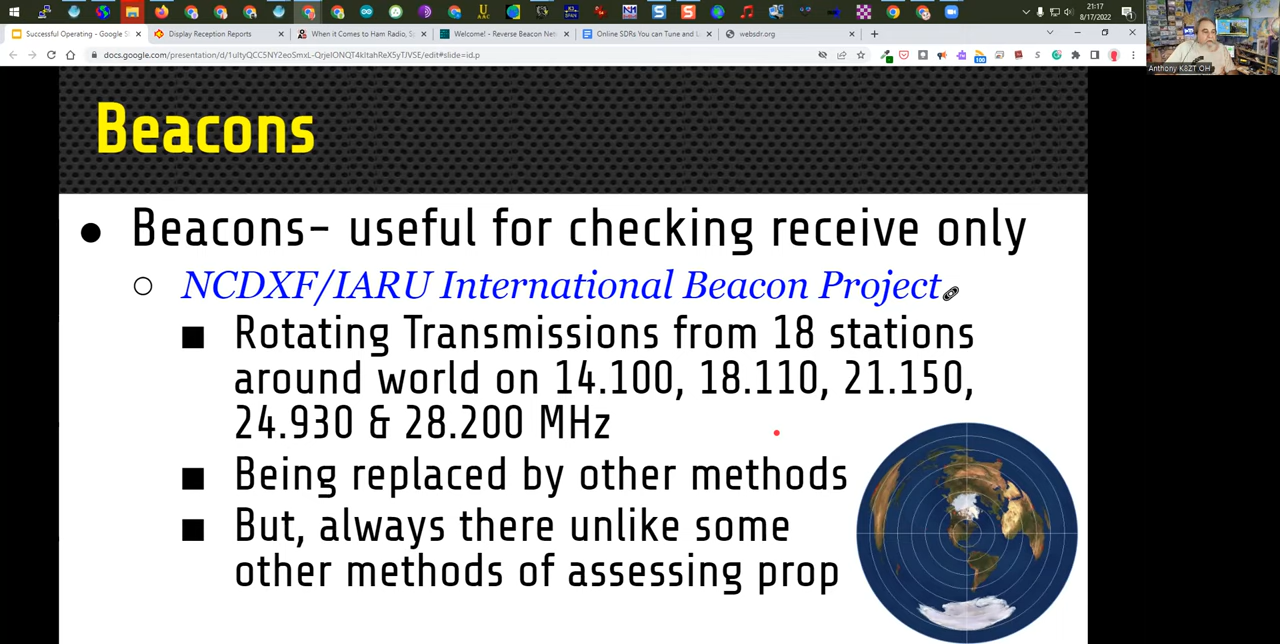 21:17
8/17/2022
Successful Operating - Google S
Display Reception Reports
When it Comes to Ham Radio, Sp
Welcome! - Reverse Beacon Net
Online SDRs You Can Tune and L
websdr.org
Anthony K8ZT OH
Beacons
● Beacons- useful for checking receive only
○ NCDXF/IARU International Beacon Project
■ Rotating Transmissions from 18 stations
around world on 14.100, 18.110, 21.150,
24.930 & 28.200 MHz
■ Being replaced by other methods
■ But, always there unlike some
other methods of assessing prop